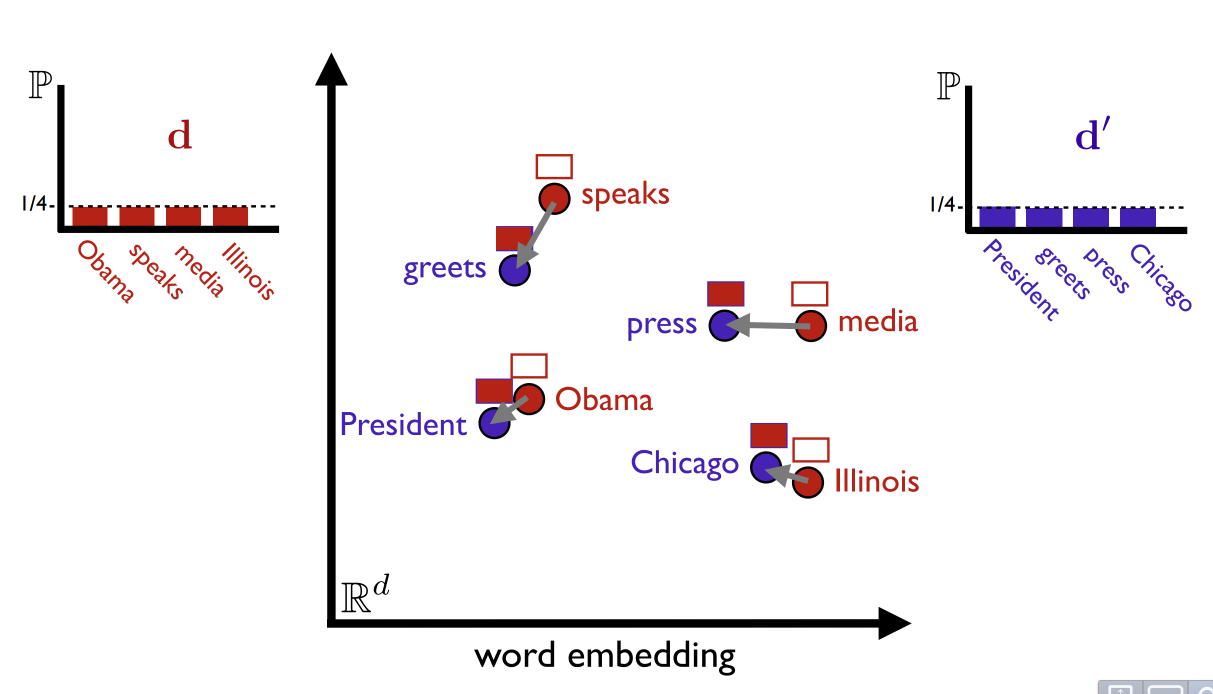 ℙ
d
1/4
Obama
speaks
media
Illinois
speaks
greets
press
media
Obama
President
Chicago
Illinois
ℝ^d
word embedding
ℙ
d′
1/4
President
greets
press
Chicago